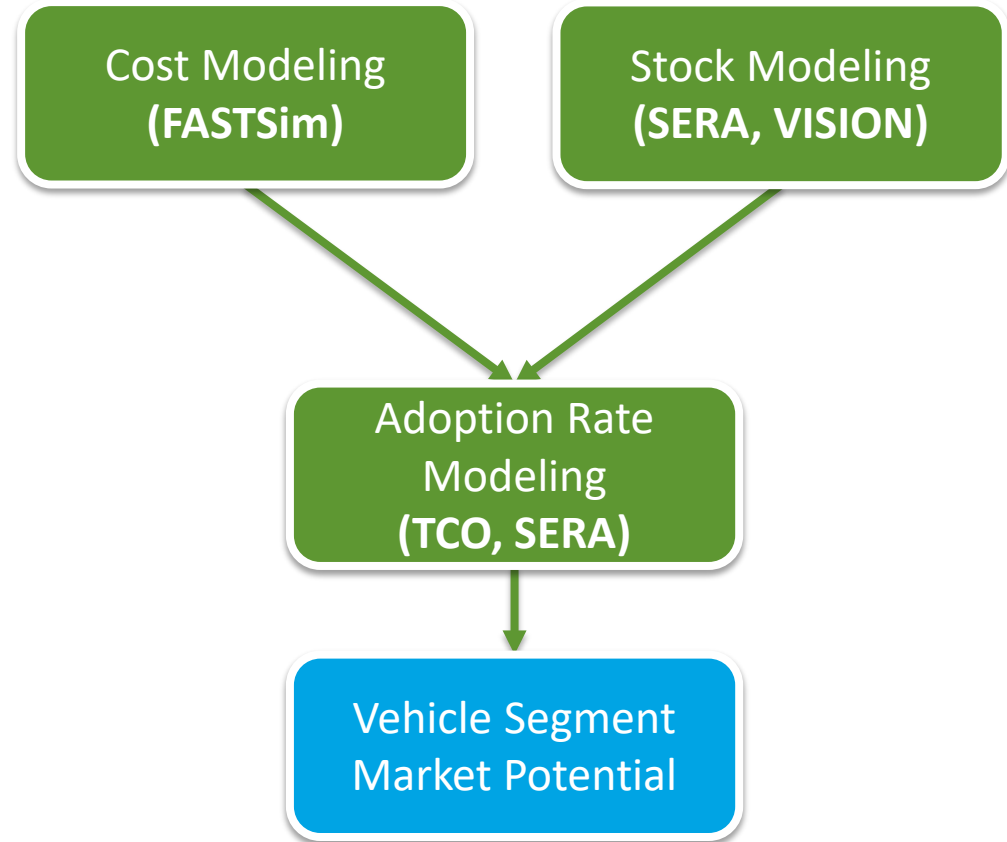 Cost Modeling
(FASTSim)
Stock Modeling
(SERA, VISION)
Adoption Rate
Modeling
(TCO, SERA)
Vehicle Segment
Market Potential